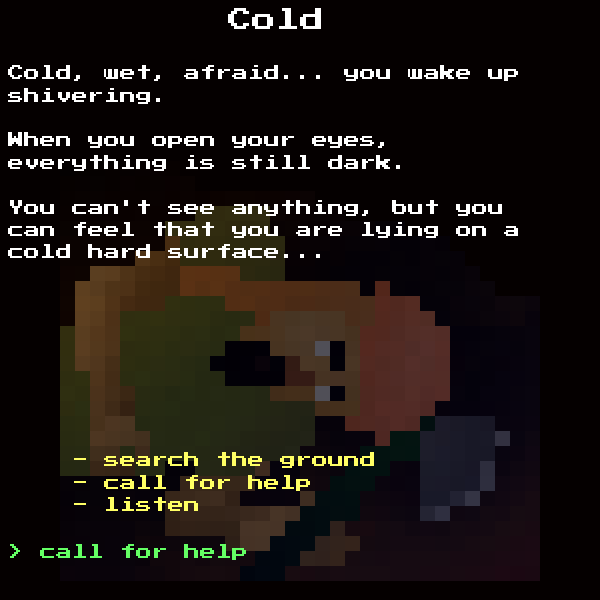 Cold
Cold, wet, afraid... you wake up
shivering.
When you open your eyes,
everything is still dark.
You can't see anything, but you
can feel that you are lying on a
cold hard surface...
- search the ground
- call for help
- listen
> call for help